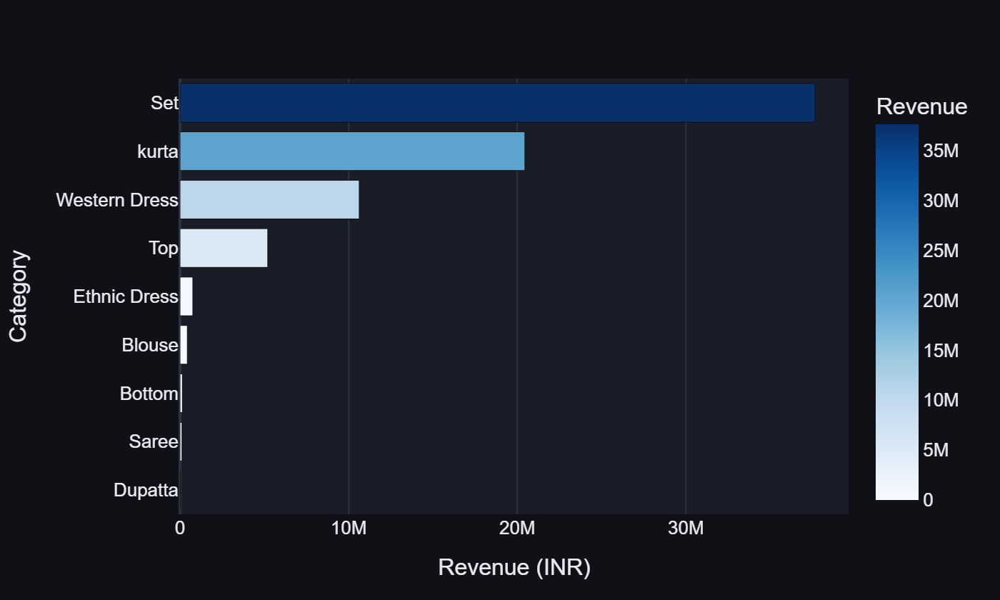 Set
kurta
Western Dress
Top
Ethnic Dress
Blouse
Bottom
Saree
Dupatta
Category
0
10M
20M
30M
Revenue (INR)
Revenue
35M
30M
25M
20M
15M
10M
5M
0